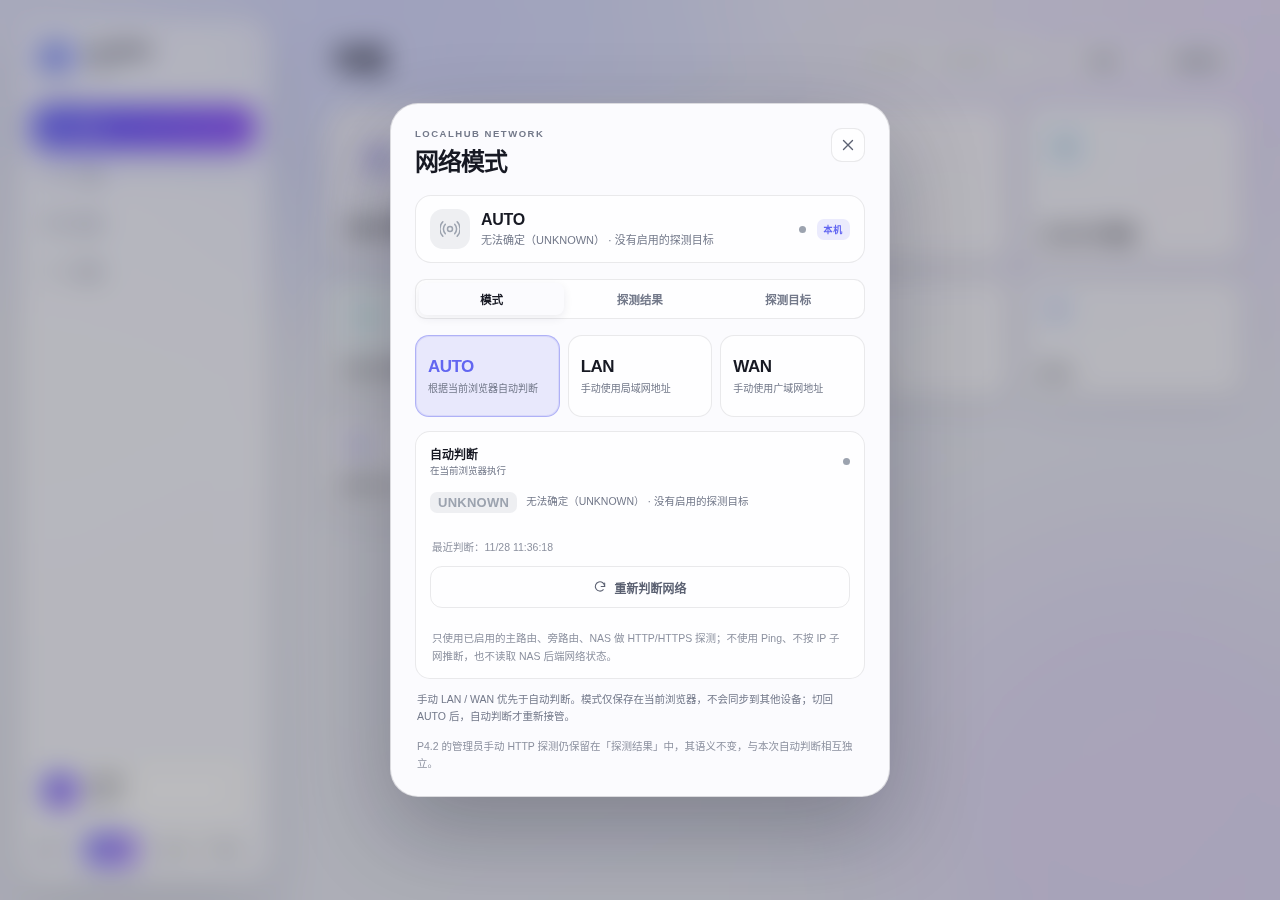 LOCALHUB NETWORK
网络模式
AUTO
无法确定（UNKNOWN） · 没有启用的探测目标
本机
模式
探测结果
探测目标
AUTO
根据当前浏览器自动判断
LAN
手动使用局域网地址
WAN
手动使用广域网地址
自动判断
在当前浏览器执行
UNKNOWN
无法确定（UNKNOWN） · 没有启用的探测目标
最近判断：11/28 11:36:18
重新判断网络
只使用已启用的主路由、旁路由、NAS 做 HTTP/HTTPS 探测；不使用 Ping、不按 IP 子
网推断，也不读取 NAS 后端网络状态。
手动 LAN / WAN 优先于自动判断。模式仅保存在当前浏览器，不会同步到其他设备；切回
AUTO 后，自动判断才重新接管。
P4.2 的管理员手动 HTTP 探测仍保留在「探测结果」中，其语义不变，与本次自动判断相互独
立。